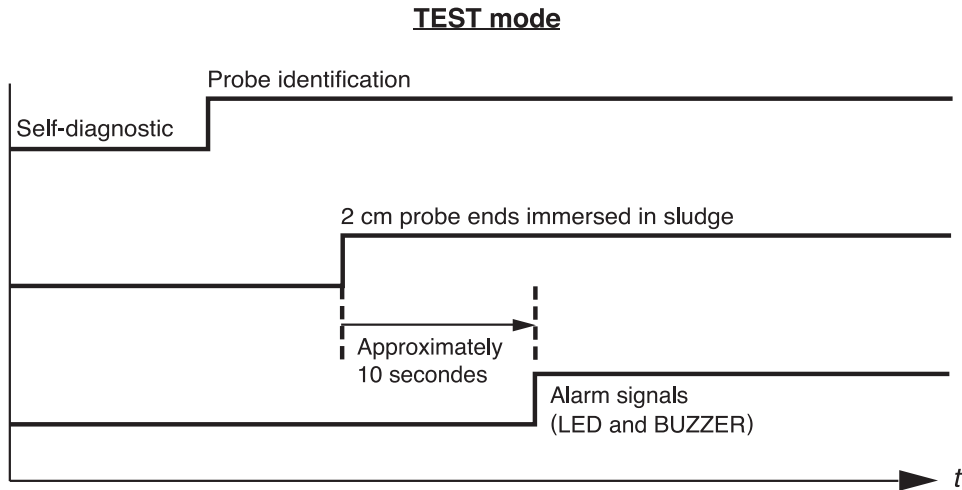 TEST mode
Probe identification
Self-diagnostic
2 cm probe ends immersed in sludge
Approximately
10 secondes
Alarm signals
(LED and BUZZER)
t